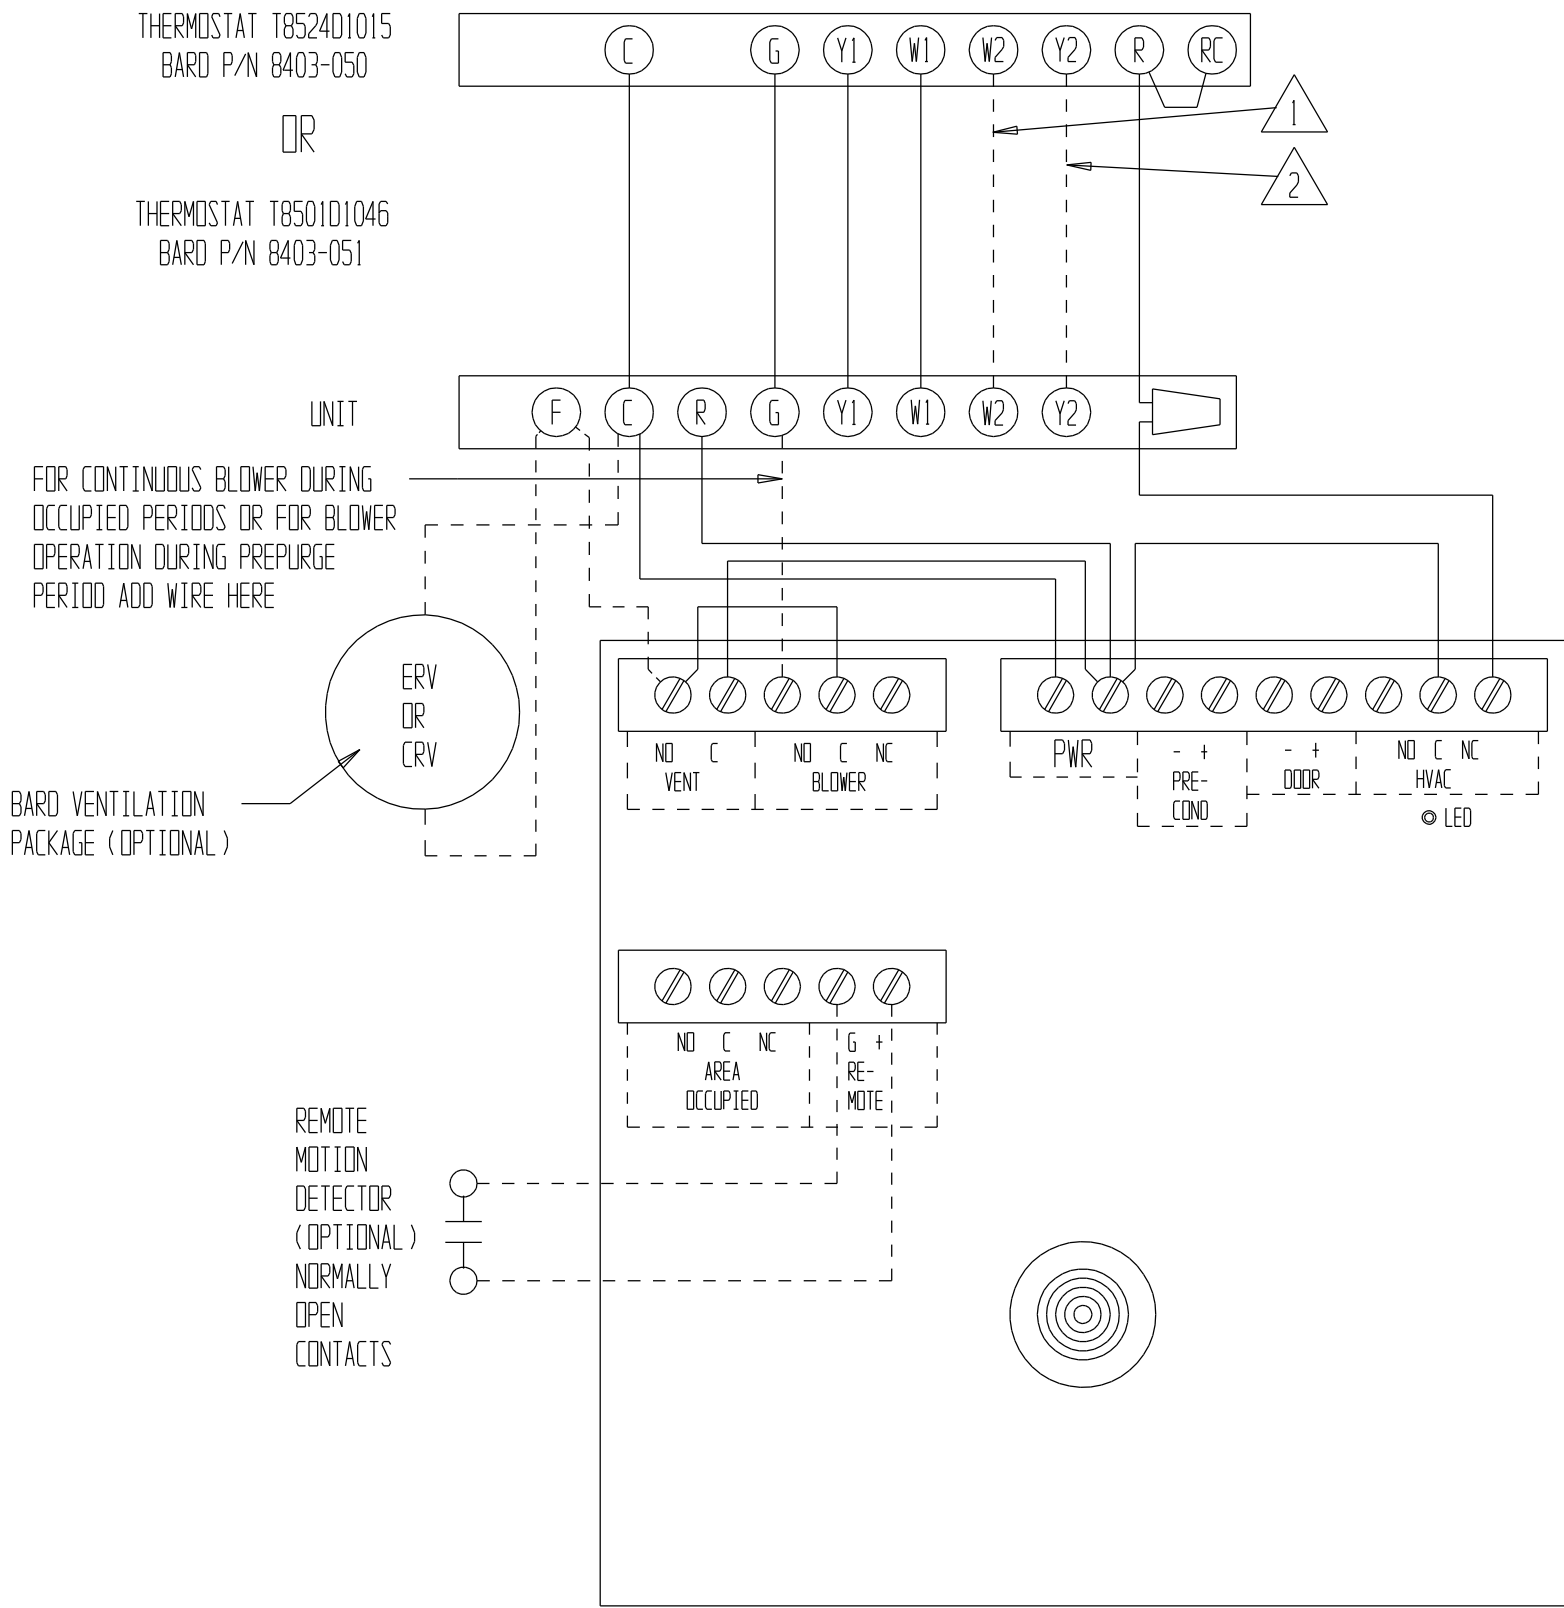 THERMOSTAT T8524D1015
BARD P/N 8403-050
OR
THERMOSTAT T8501D1046
BARD P/N 8403-051
C G Y1 W1 W2 Y2 R RC
1
2
UNIT
F C R G Y1 W1 W2 Y2
FOR CONTINUOUS BLOWER DURING
OCCUPIED PERIODS OR FOR BLOWER
OPERATION DURING PREPURGE
PERIOD ADD WIRE HERE
ERV
OR
CRV
BARD VENTILATION
PACKAGE (OPTIONAL)
NO C
VENT
NO C NC
BLOWER
PWR
- +
PRE-
COND
- +
DOOR
NO C NC
HVAC
LED
NO C NC
AREA
OCCUPIED
G +
RE-
MOTE
REMOTE
MOTION
DETECTOR
(OPTIONAL)
NORMALLY
OPEN
CONTACTS